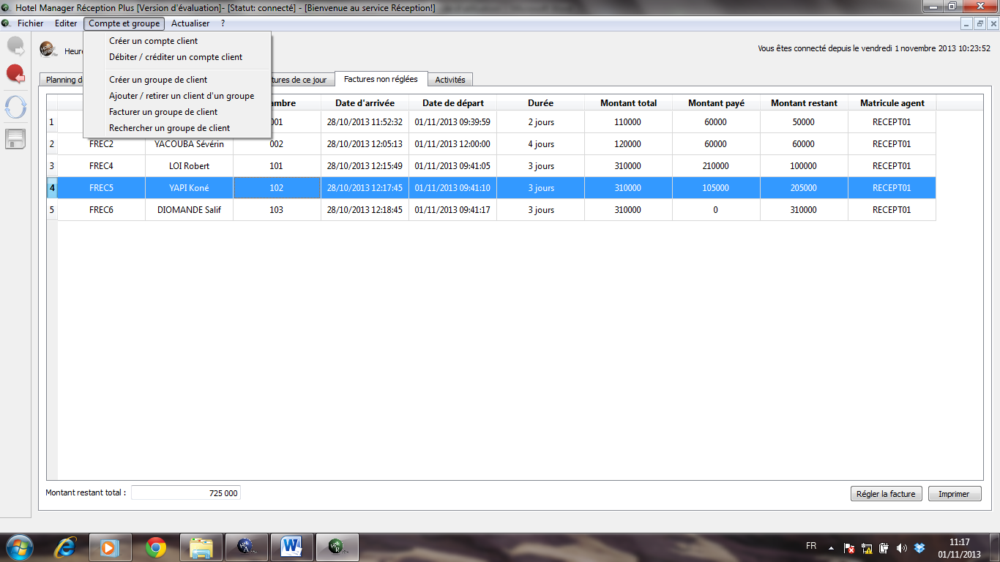 Hotel Manager Réception Plus [Version d'évaluation]- [Statut: connecté] - [Bienvenue au service Réception!]
Fichier Editer Compte et groupe Actualiser ?
Créer un compte client
Débiter / créditer un compte client
Créer un groupe de client
Ajouter / retirer un client d'un groupe
Facturer un groupe de client
Rechercher un groupe de client
Heure
Vous êtes connecté depuis le vendredi 1 novembre 2013 10:23:52
Planning de ctures de ce jour Factures non réglées Activités
ambre Date d'arrivée Date de départ Durée Montant total Montant payé Montant restant Matricule agent
1 001 28/10/2013 11:52:32 01/11/2013 09:39:59 2 jours 110000 60000 50000 RECEPT01
2 FREC2 YACOUBA Sévérin 002 28/10/2013 12:05:13 01/11/2013 12:00:00 4 jours 120000 60000 60000 RECEPT01
3 FREC4 LOI Robert 101 28/10/2013 12:15:49 01/11/2013 09:41:05 3 jours 310000 210000 100000 RECEPT01
4 FREC5 YAPI Koné 102 28/10/2013 12:17:45 01/11/2013 09:41:10 3 jours 310000 105000 205000 RECEPT01
5 FREC6 DIOMANDE Salif 103 28/10/2013 12:18:45 01/11/2013 09:41:17 3 jours 310000 0 310000 RECEPT01
Montant restant total : 725 000 Régler la facture Imprimer
FR 11:17
01/11/2013